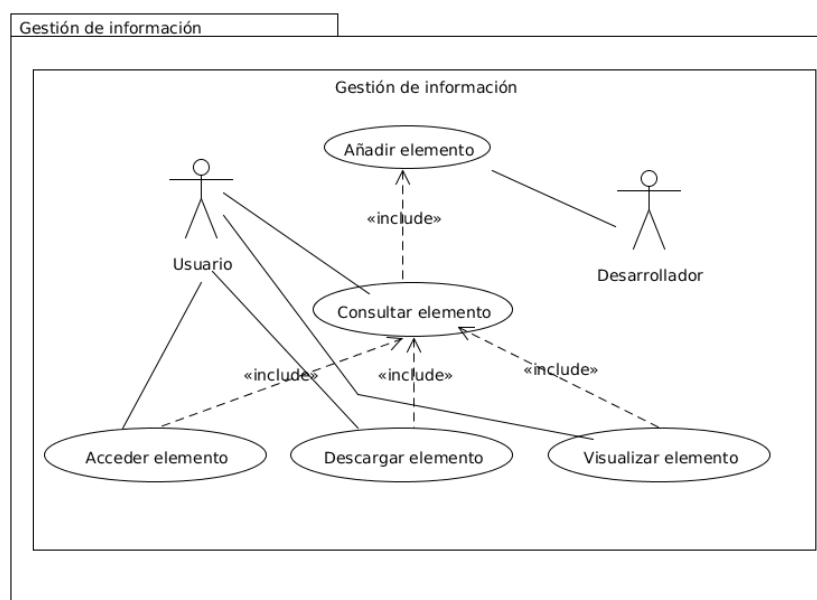 Gestión de información
Gestión de información
Añadir elemento
«include»
Usuario
Desarrollador
Consultar elemento
«include»
«include»
«include»
Acceder elemento
Descargar elemento
Visualizar elemento